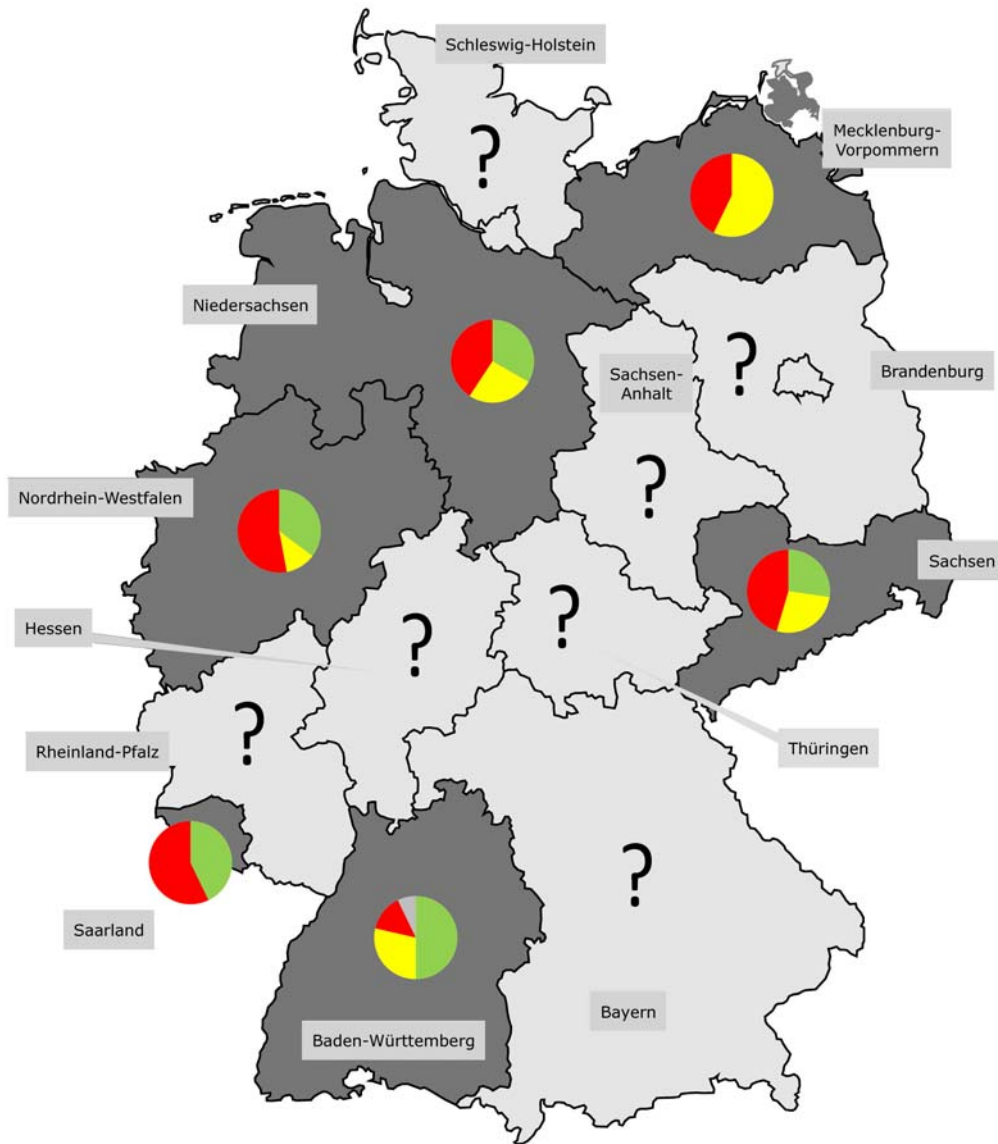 Schleswig-Holstein
Mecklenburg-
Vorpommern
?
Niedersachsen
Sachsen-
Anhalt
?
Brandenburg
Nordrhein-Westfalen
?
Sachsen
Hessen
?
?
Rheinland-Pfalz
?
Thüringen
?
Saarland
Bayern
Baden-Württemberg